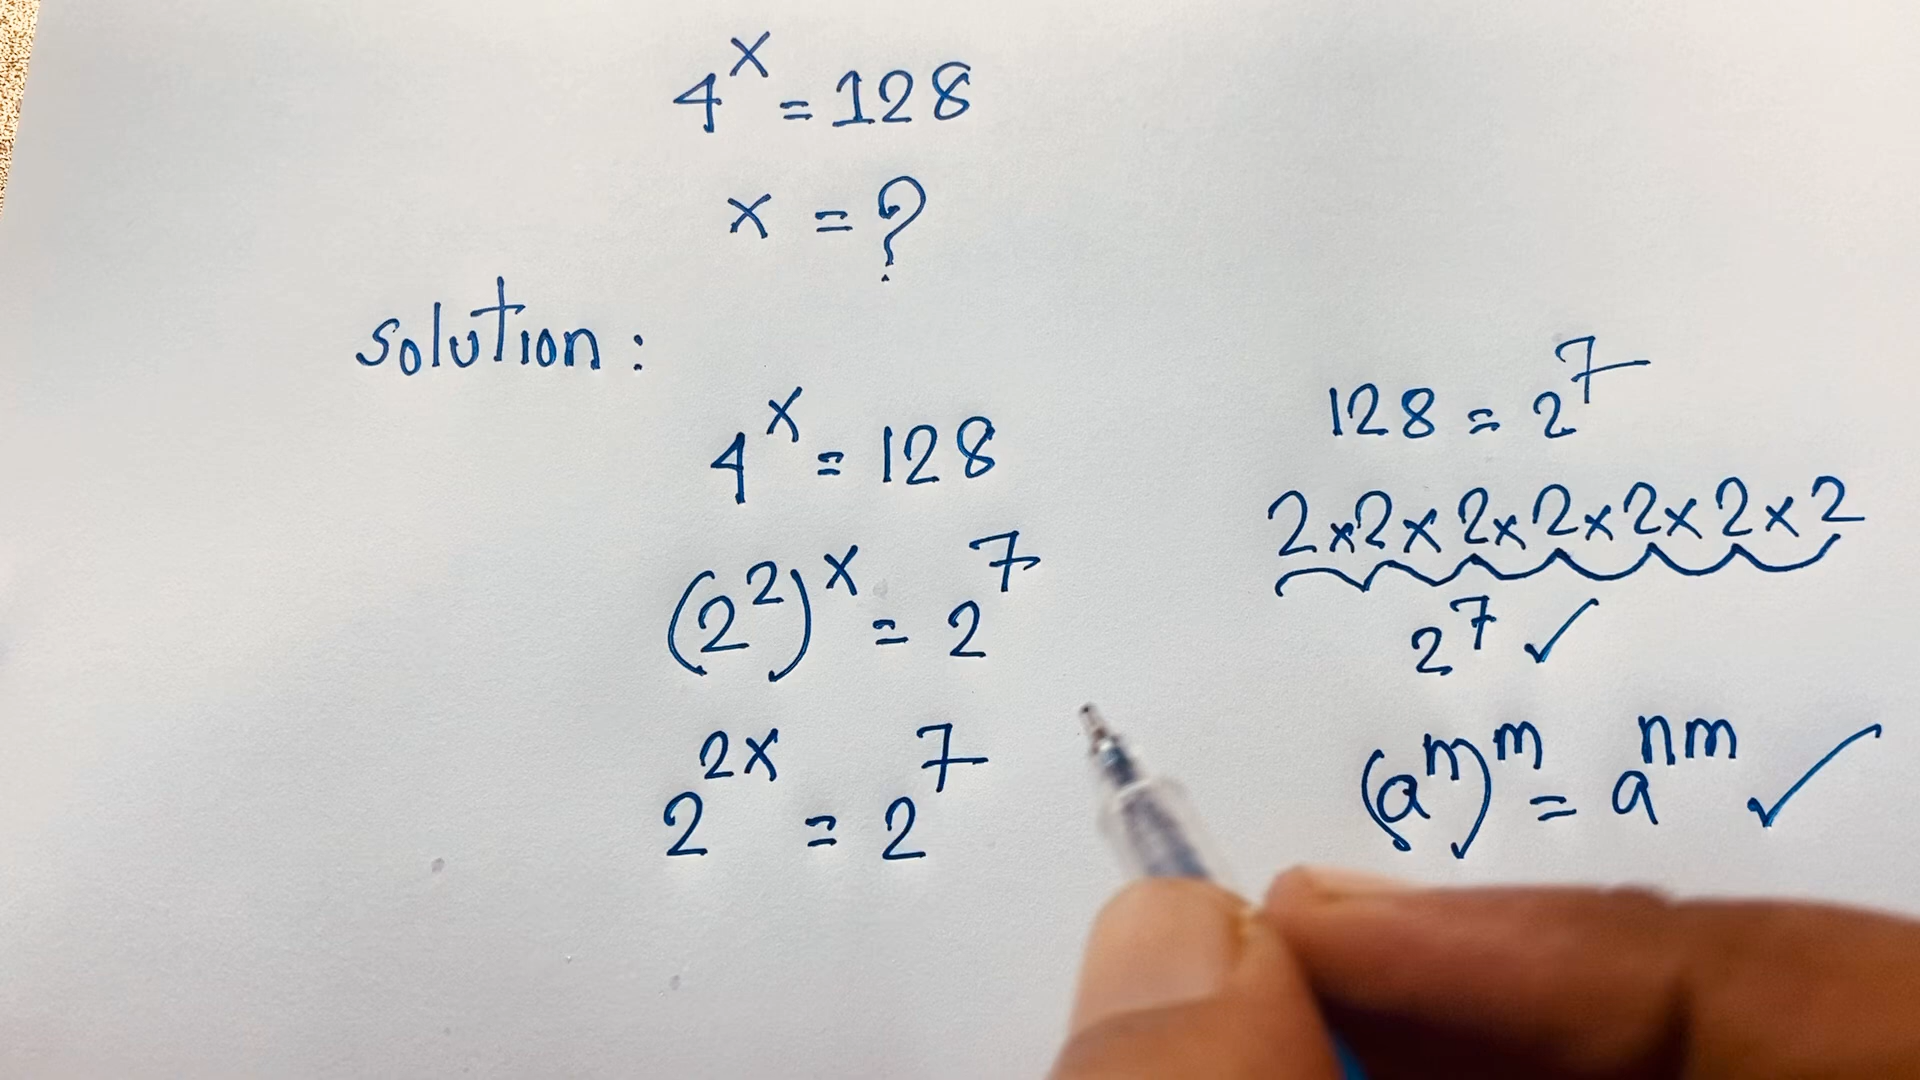 4^x = 128
x = ?
Solution :
4^x = 128
(2^2)^x = 2^7
2^2x = 2^7
128 = 2^7
2×2×2×2×2×2×2
2^7 ✓
(a^n)^m = a^nm ✓